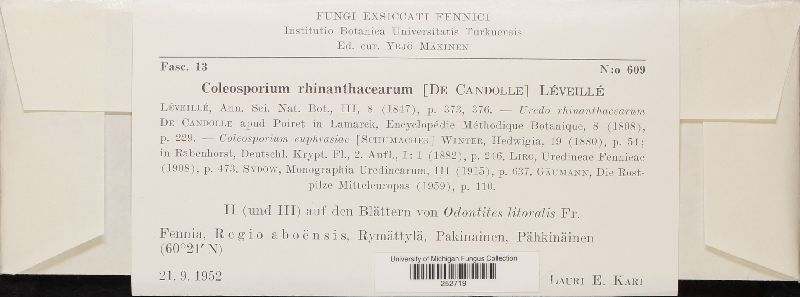 FUNGI EXSICCATI FENNICI
Instituto Botanica Universitatis Turkuensis
Ed. cur. YRJÖ MÄKINEN
Fasc. 13 N:o 609
Coleosporium rhinanthacearum [DE CANDOLLE] LÉVEILLÉ
LÉVEILLÉ, Ann. Sci. Nat. Bot., III, 8 (1847), p. 373, 376. — Uredo rhinanthacearum
DE CANDOLLE apud Poiret in Lamarck, Encyclopédie Méthodique Botanique, 8 (1808),
p. 229. — Coleosporium euphrasiae [SCHUMACHER] WINTER, Hedwigia, 19 (1880), p. 54;
in Rabenhorst, Deutschl. Krypt. Fl., 2. Aufl., I: 1 (1882), p. 246. LIRO, Uredineae Fennicae
(1908), p. 473. SYDOW, Monographia Uredinearum, III (1915), p. 637. GÄUMANN, Die Rost-
pilze Mitteleuropas (1959), p. 110.
II (und III) auf den Blättern von Odontites litoralis Fr.
Fennia, Regio aboënsis, Rymättylä, Pakinainen, Pähkinäinen
(60°21′ N)
University of Michigan Fungus Collection
252719
21. 9. 1952 LAURI E. KARI